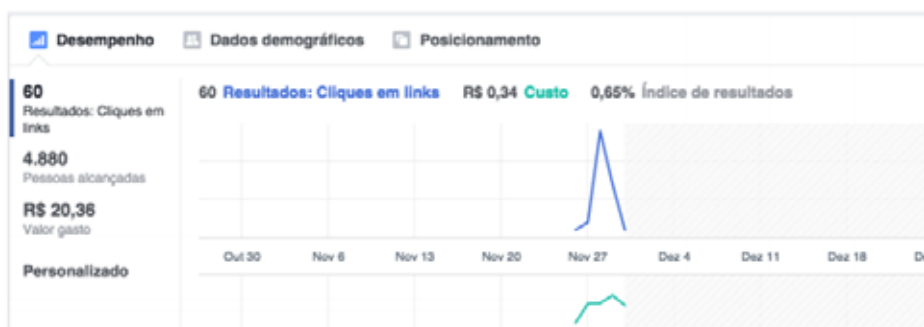 Desempenho Dados demográficos Posicionamento
60
Resultados: Cliques em
links
4.880
Pessoas alcançadas
R$ 20,36
Valor gasto
Personalizado
60 Resultados: Cliques em links R$ 0,34 Custo 0,65% Índice de resultados
Out 30 Nov 6 Nov 13 Nov 20 Nov 27 Dez 4 Dez 11 Dez 18